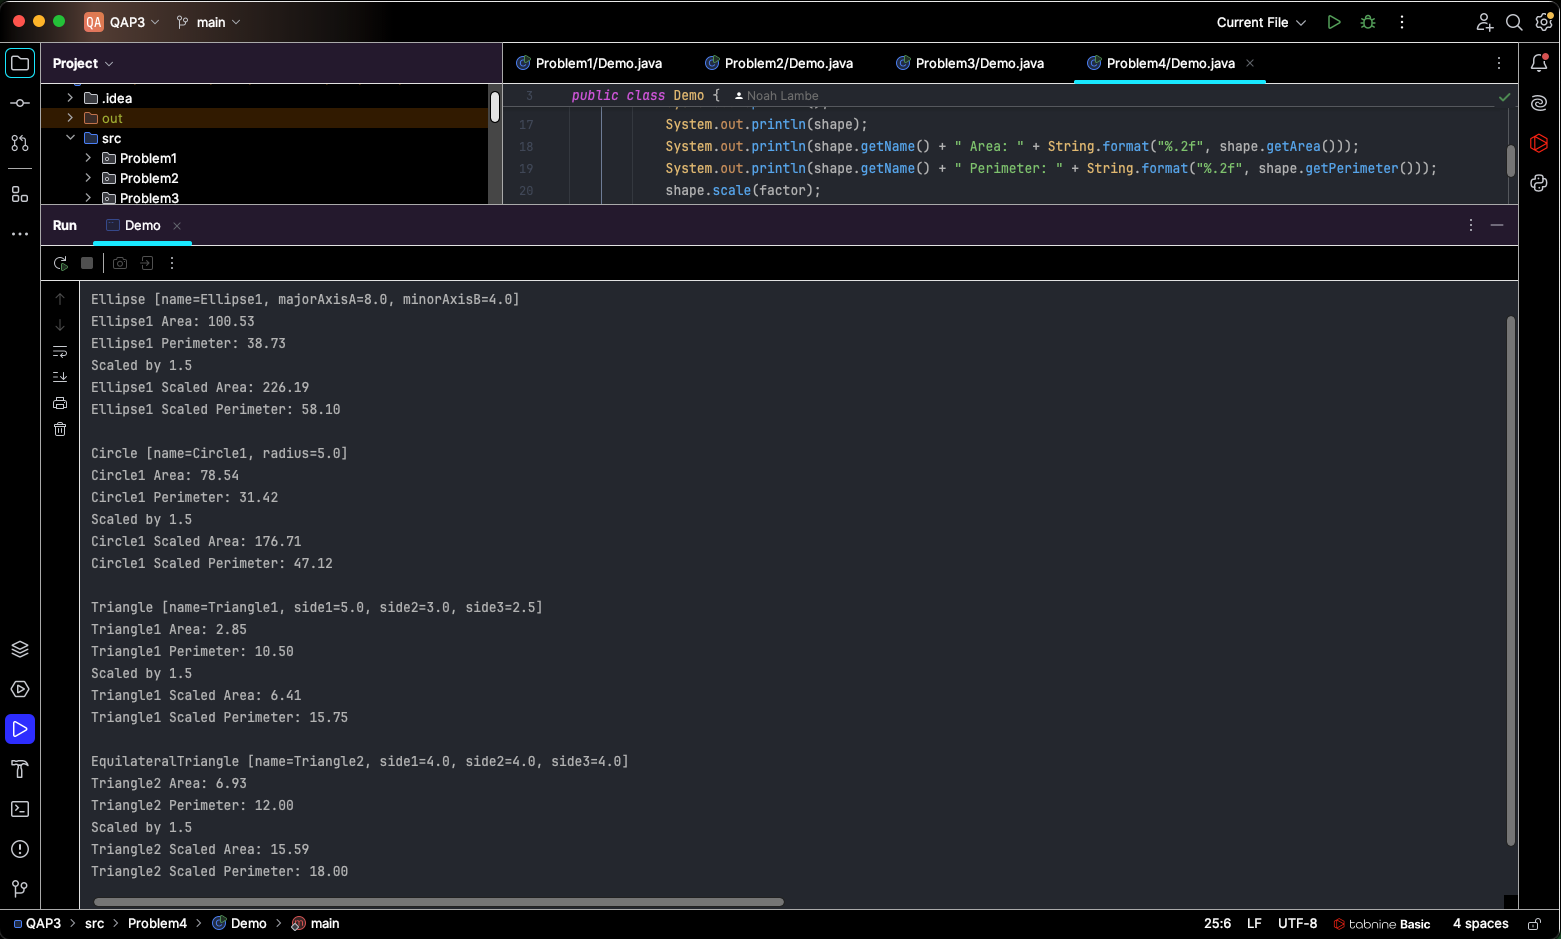 QA QAP3 main Current File
Project
.idea
out
src
Problem1
Problem2
Problem3
Problem1/Demo.java Problem2/Demo.java Problem3/Demo.java Problem4/Demo.java
3 public class Demo { Noah Lambe
17 System.out.println(shape);
18 System.out.println(shape.getName() + " Area: " + String.format("%.2f", shape.getArea()));
19 System.out.println(shape.getName() + " Perimeter: " + String.format("%.2f", shape.getPerimeter()));
20 shape.scale(factor);
Run Demo
Ellipse [name=Ellipse1, majorAxisA=8.0, minorAxisB=4.0]
Ellipse1 Area: 100.53
Ellipse1 Perimeter: 38.73
Scaled by 1.5
Ellipse1 Scaled Area: 226.19
Ellipse1 Scaled Perimeter: 58.10
Circle [name=Circle1, radius=5.0]
Circle1 Area: 78.54
Circle1 Perimeter: 31.42
Scaled by 1.5
Circle1 Scaled Area: 176.71
Circle1 Scaled Perimeter: 47.12
Triangle [name=Triangle1, side1=5.0, side2=3.0, side3=2.5]
Triangle1 Area: 2.85
Triangle1 Perimeter: 10.50
Scaled by 1.5
Triangle1 Scaled Area: 6.41
Triangle1 Scaled Perimeter: 15.75
EquilateralTriangle [name=Triangle2, side1=4.0, side2=4.0, side3=4.0]
Triangle2 Area: 6.93
Triangle2 Perimeter: 12.00
Scaled by 1.5
Triangle2 Scaled Area: 15.59
Triangle2 Scaled Perimeter: 18.00
QAP3 src Problem4 Demo main 25:6 LF UTF-8 tabnine Basic 4 spaces